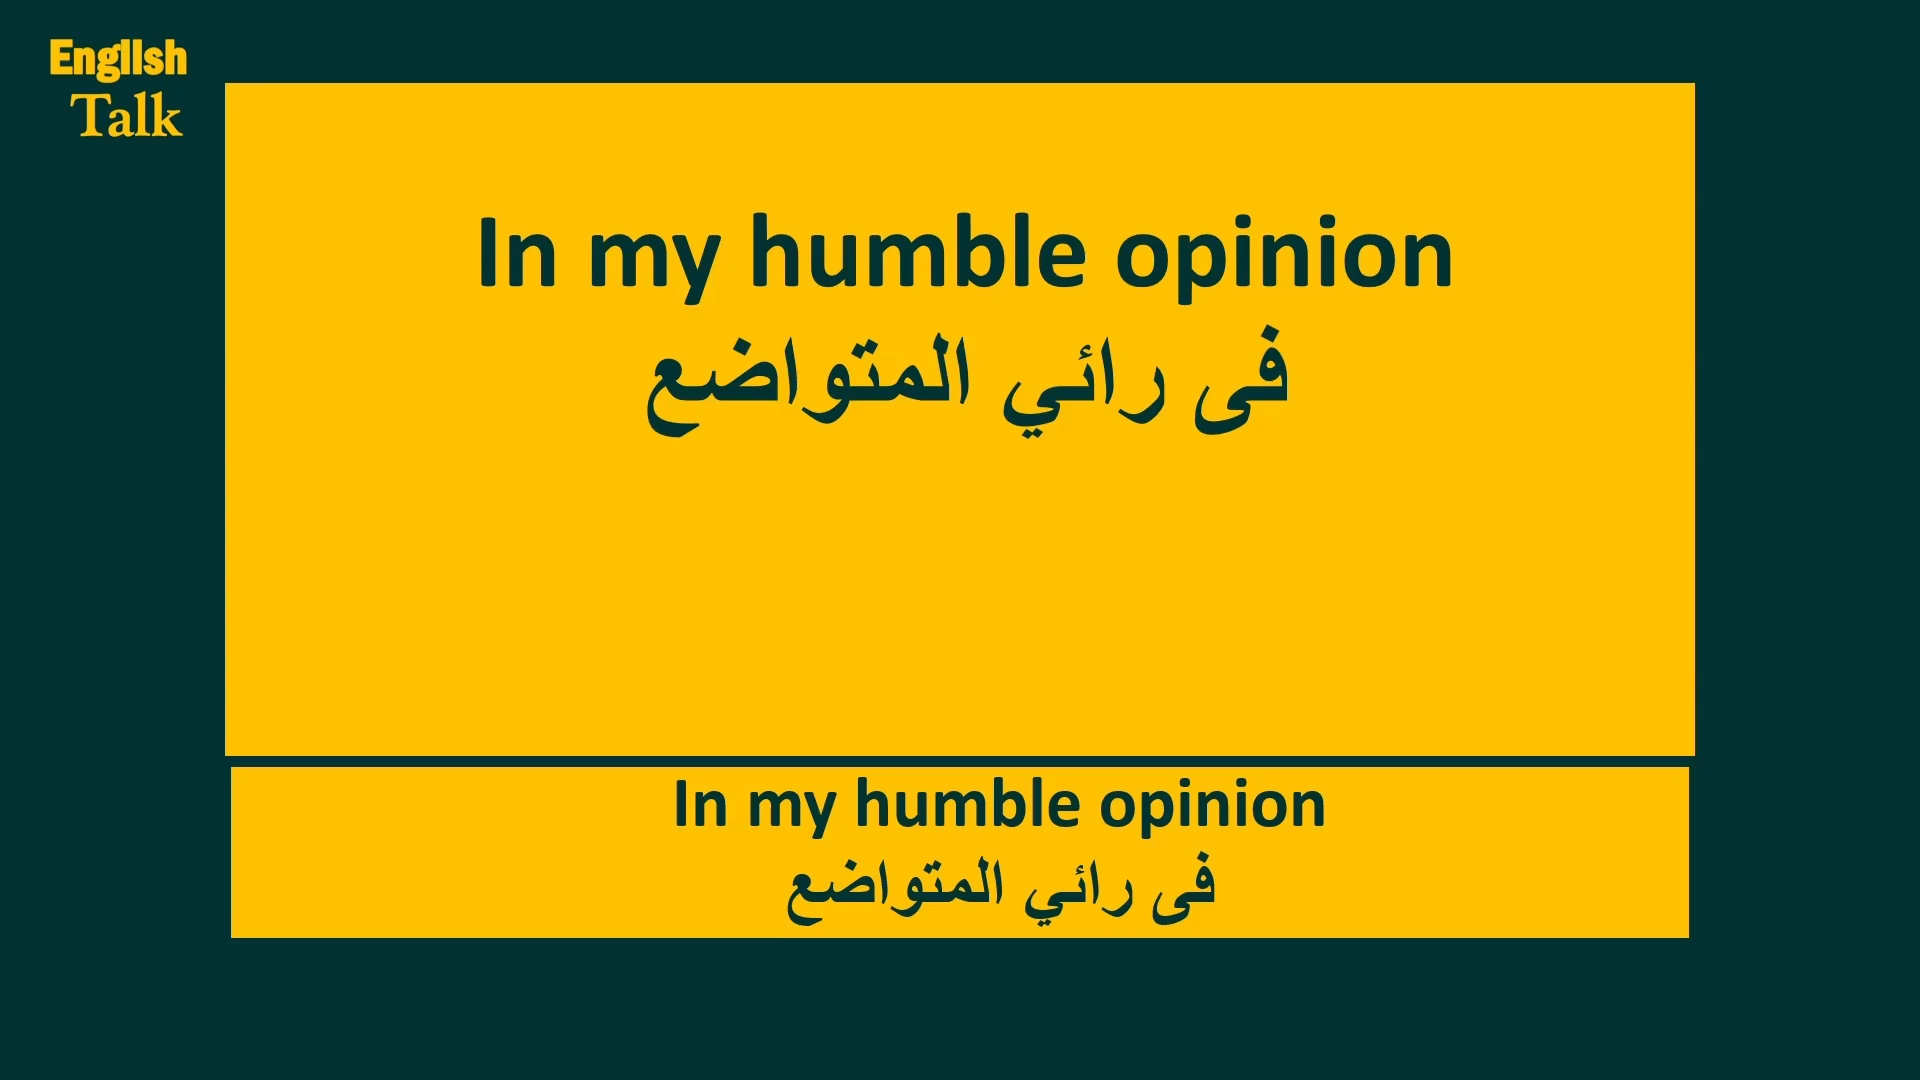 English
Talk
In my humble opinion
فى رائي المتواضع
In my humble opinion
فى رائي المتواضع